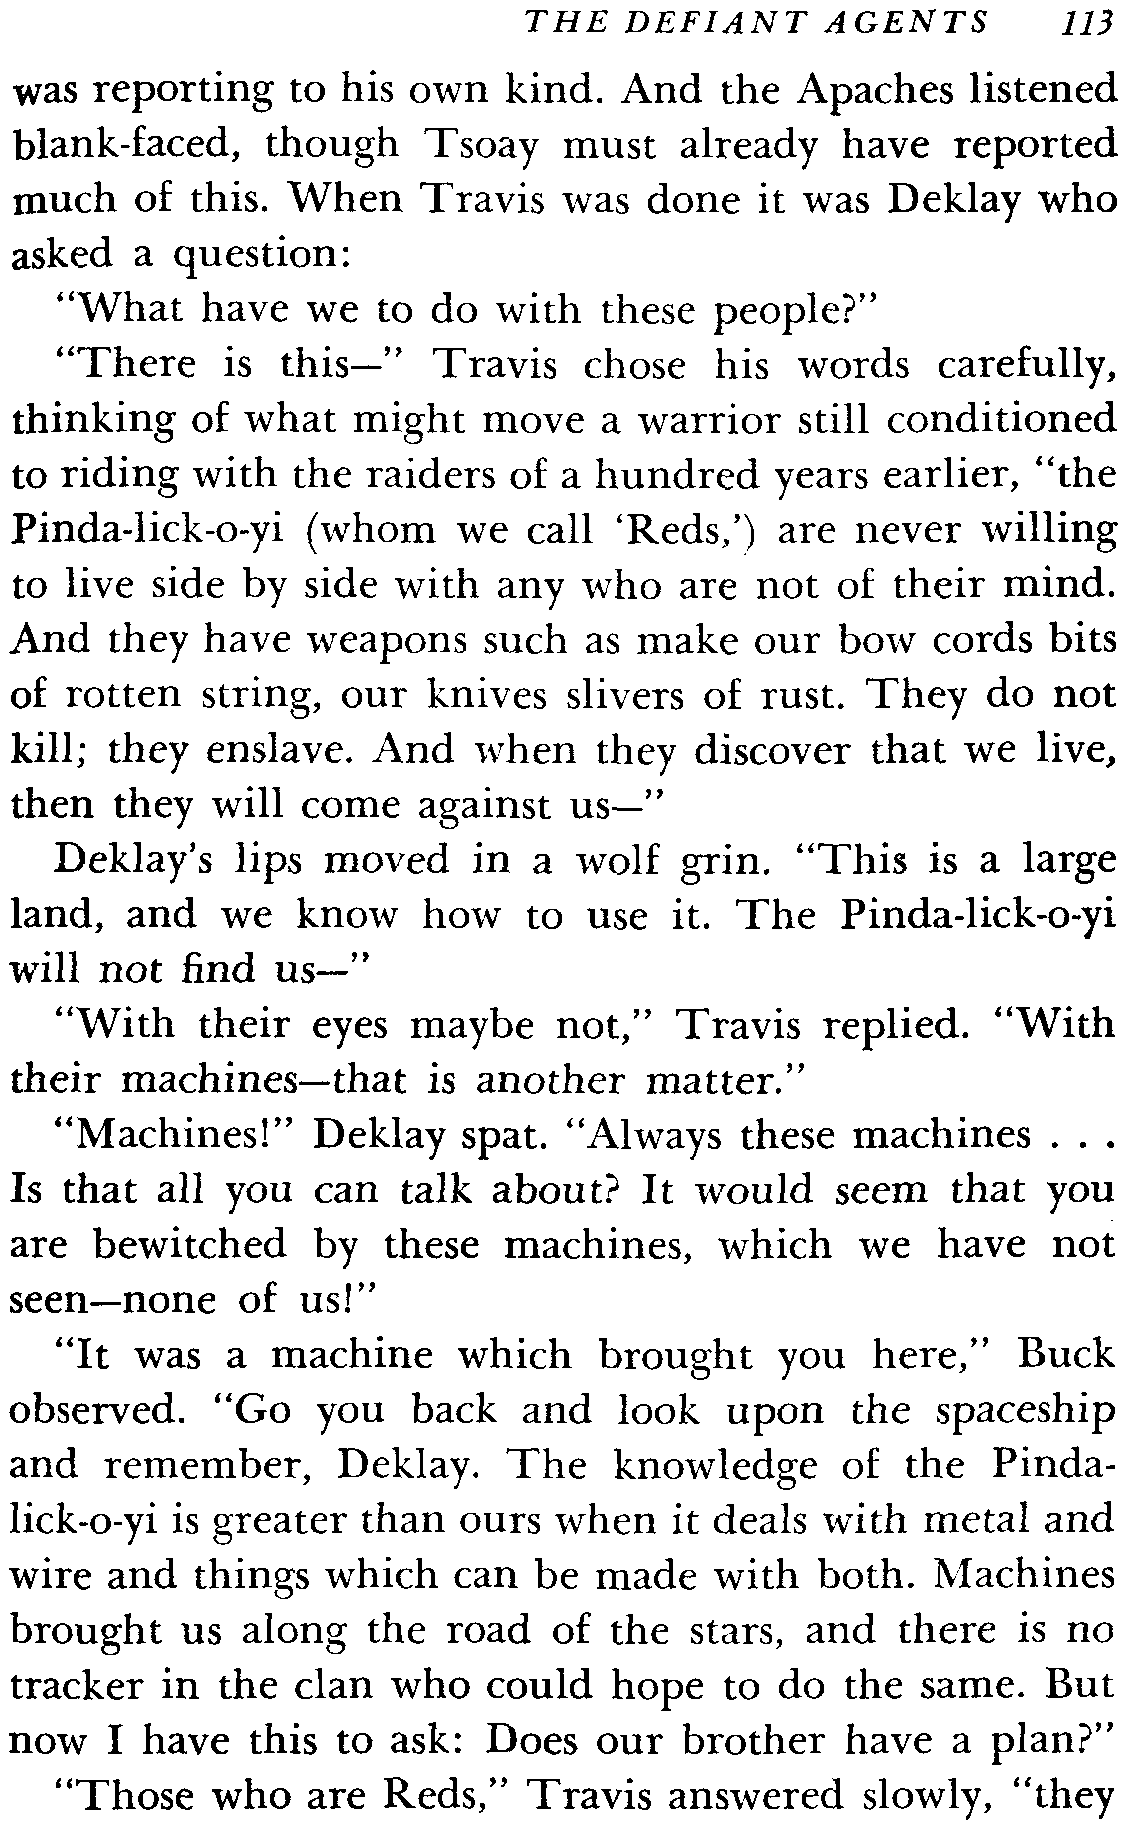 THE DEFIANT AGENTS 113
was reporting to his own kind. And the Apaches listened
blank-faced, though Tsoay must already have reported
much of this. When Travis was done it was Deklay who
asked a question:
"What have we to do with these people?"
"There is this—" Travis chose his words carefully,
thinking of what might move a warrior still conditioned
to riding with the raiders of a hundred years earlier, "the
Pinda-lick-o-yi (whom we call 'Reds,') are never willing
to live side by side with any who are not of their mind.
And they have weapons such as make our bow cords bits
of rotten string, our knives slivers of rust. They do not
kill; they enslave. And when they discover that we live,
then they will come against us—"
Deklay's lips moved in a wolf grin. "This is a large
land, and we know how to use it. The Pinda-lick-o-yi
will not find us—"
"With their eyes maybe not," Travis replied. "With
their machines—that is another matter."
"Machines!" Deklay spat. "Always these machines . . .
Is that all you can talk about? It would seem that you
are bewitched by these machines, which we have not
seen—none of us!"
"It was a machine which brought you here," Buck
observed. "Go you back and look upon the spaceship
and remember, Deklay. The knowledge of the Pinda-
lick-o-yi is greater than ours when it deals with metal and
wire and things which can be made with both. Machines
brought us along the road of the stars, and there is no
tracker in the clan who could hope to do the same. But
now I have this to ask: Does our brother have a plan?"
"Those who are Reds," Travis answered slowly, "they